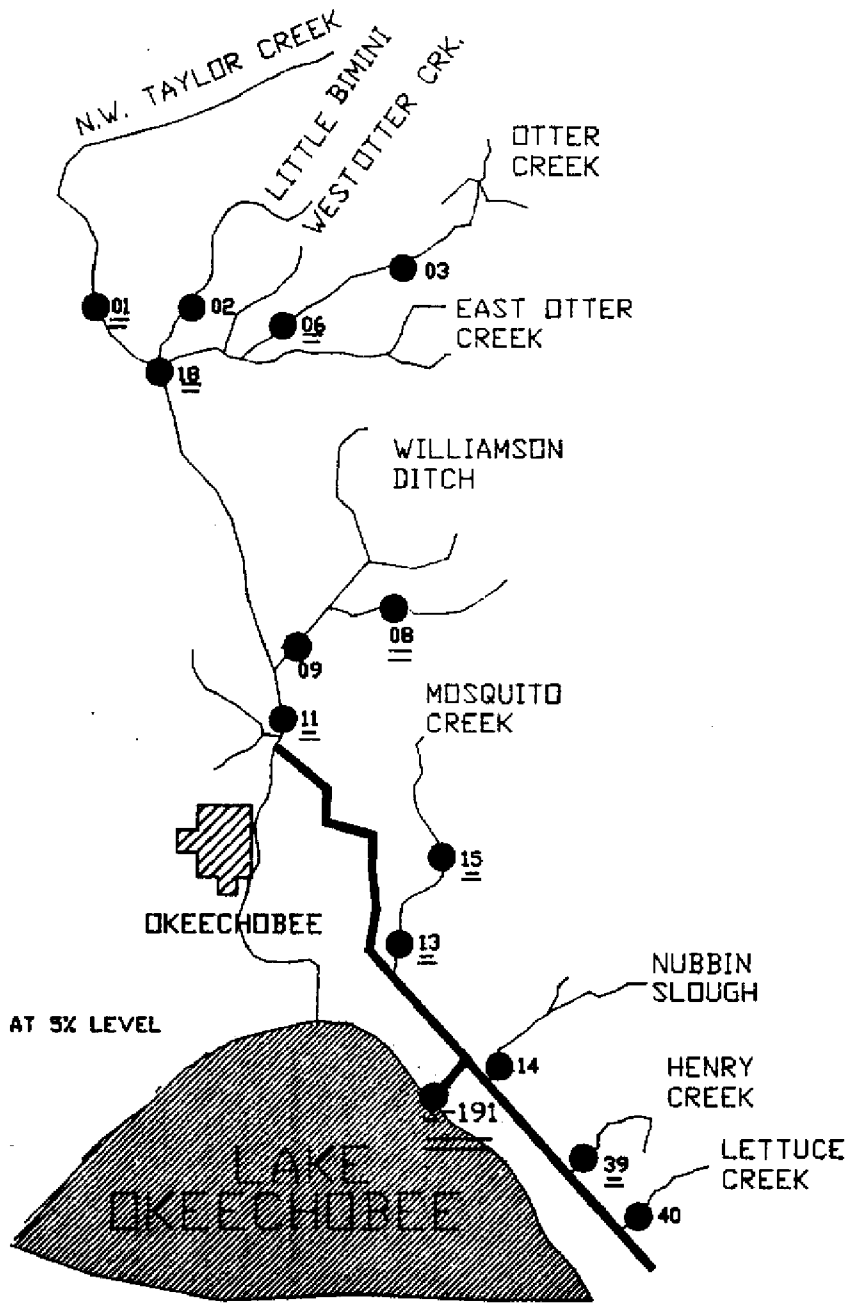 N.W. TAYLOR CREEK
LITTLE BIMINI
WEST OTTER CRK.
OTTER
CREEK
03
01
02
06
EAST OTTER
CREEK
18
WILLIAMSON
DITCH
08
09
MOSQUITO
CREEK
11
15
OKEECHOBEE
13
NUBBIN
SLOUGH
AT 5% LEVEL
14
HENRY
CREEK
-191
39
LETTUCE
CREEK
40
LAKE
OKEECHOBEE